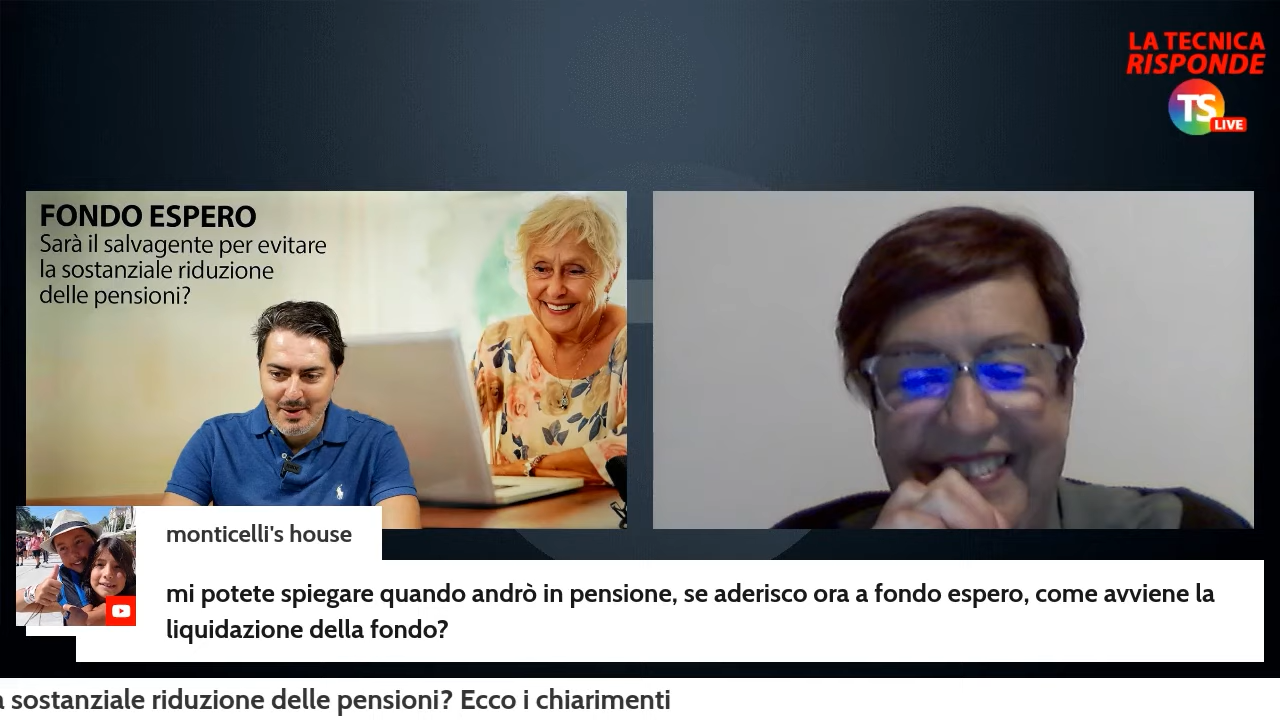 LA TECNICA
RISPONDE
TS
LIVE
FONDO ESPERO
Sarà il salvagente per evitare
la sostanziale riduzione
delle pensioni?
monticelli's house
mi potete spiegare quando andrò in pensione, se aderisco ora a fondo espero, come avviene la
liquidazione della fondo?
a sostanziale riduzione delle pensioni? Ecco i chiarimenti